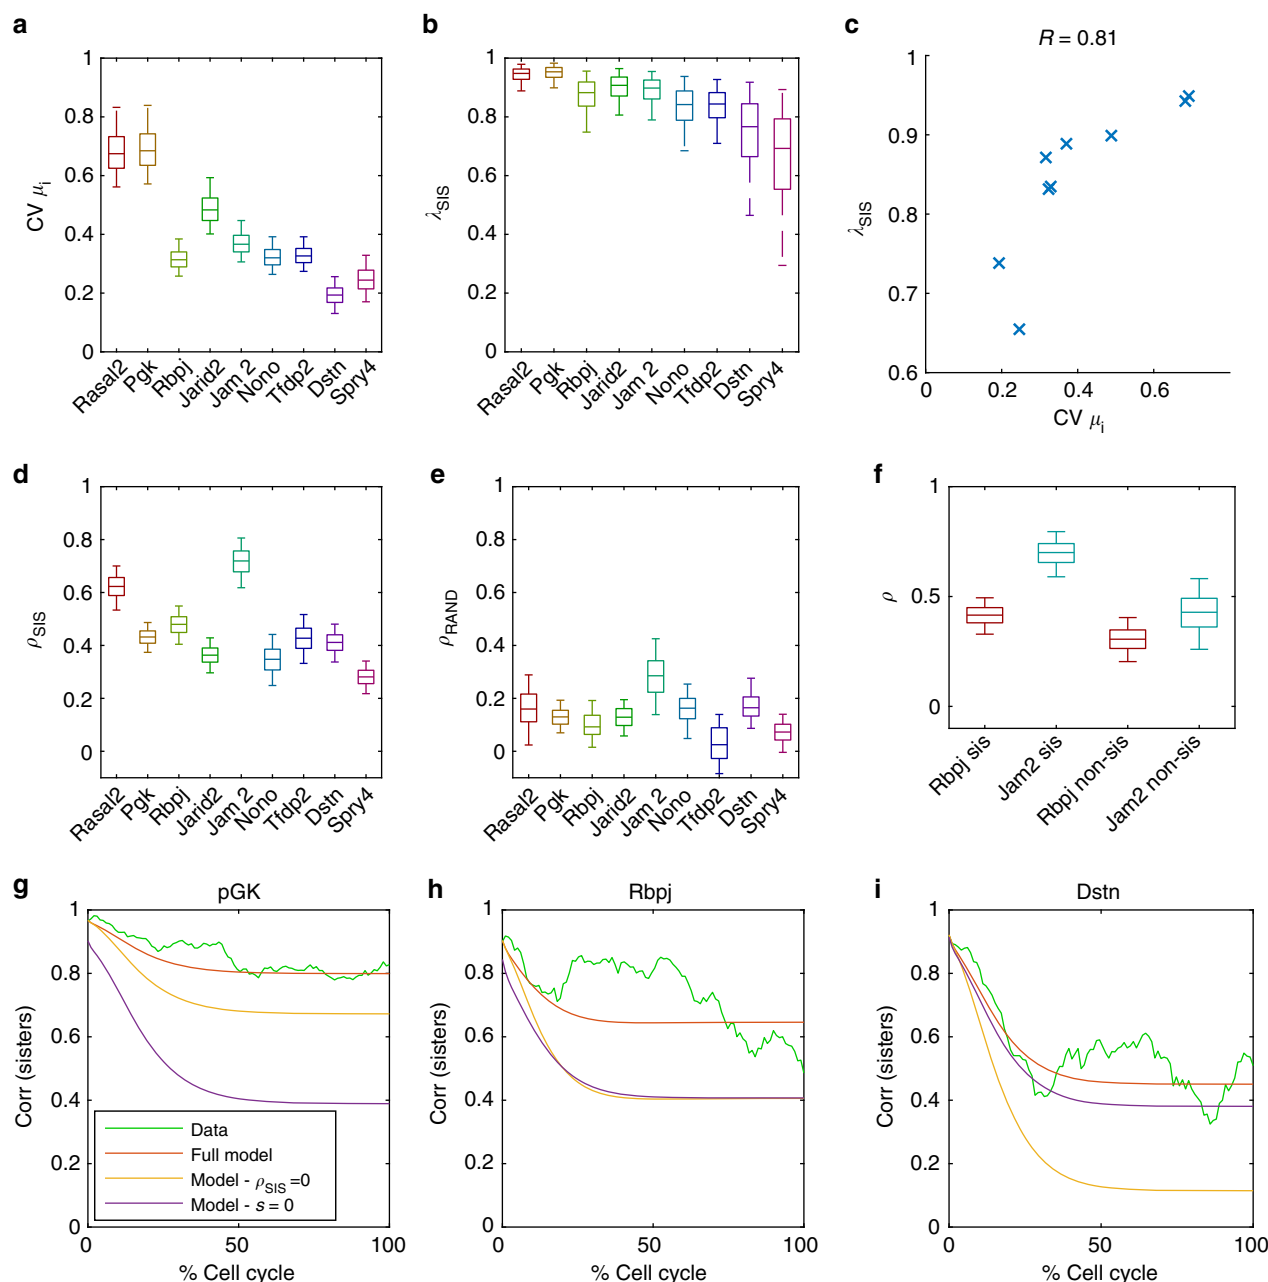 a
CV μi
1
0.8
0.6
0.4
0.2
0
Rasal2
Pgk
Rbpj
Jarid2
Jam 2
Nono
Tfdp2
Dstn
Spry4
b
λSIS
1
0.8
0.6
0.4
0.2
0
Rasal2
Pgk
Rbpj
Jarid2
Jam 2
Nono
Tfdp2
Dstn
Spry4
c
R = 0.81
λSIS
1
0.9
0.8
0.7
0.6
0
0.2
0.4
0.6
CV μi
d
ρSIS
1
0.8
0.6
0.4
0.2
0
Rasal2
Pgk
Rbpj
Jarid2
Jam 2
Nono
Tfdp2
Dstn
Spry4
e
ρRAND
1
0.8
0.6
0.4
0.2
0
Rasal2
Pgk
Rbpj
Jarid2
Jam 2
Nono
Tfdp2
Dstn
Spry4
f
ρ
1
0.5
0
Rbpj sis
Jam2 sis
Rbpj non-sis
Jam2 non-sis
g
pGK
Corr (sisters)
1
0.8
0.6
0.4
0.2
0
Data
Full model
Model - ρSIS =0
Model - s = 0
0
50
100
% Cell cycle
h
Rbpj
Corr (sisters)
1
0.8
0.6
0.4
0.2
0
0
50
100
% Cell cycle
i
Dstn
Corr (sisters)
1
0.8
0.6
0.4
0.2
0
0
50
100
% Cell cycle